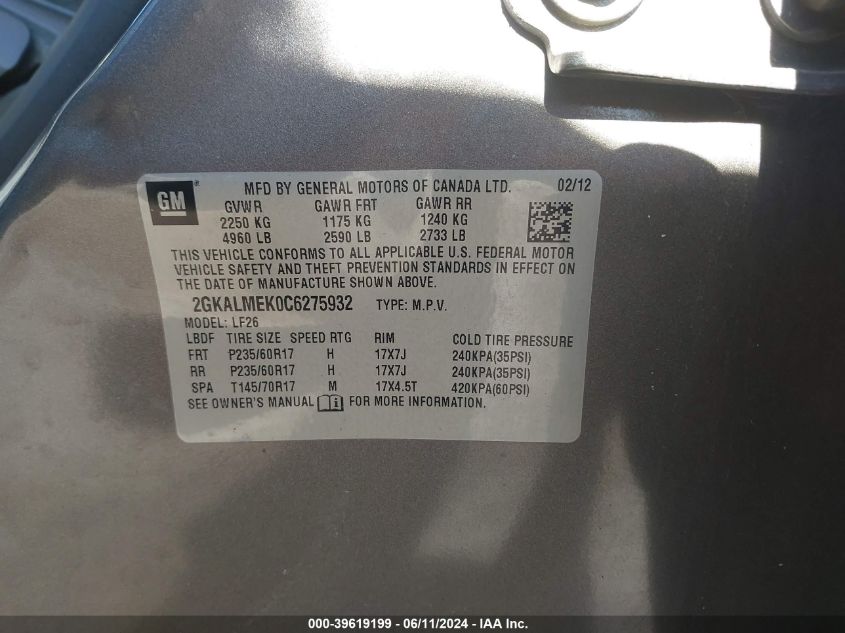 GM ® MFD BY GENERAL MOTORS OF CANADA LTD. 02/12
GVWR GAWR FRT GAWR RR
2250 KG 1175 KG 1240 KG
4960 LB 2590 LB 2733 LB
THIS VEHICLE CONFORMS TO ALL APPLICABLE U.S. FEDERAL MOTOR
VEHICLE SAFETY AND THEFT PREVENTION STANDARDS IN EFFECT ON
THE DATE OF MANUFACTURE SHOWN ABOVE.
2GKALMEK0C6275932 TYPE: M.P.V.
MODEL: LF26
LBDF TIRE SIZE SPEED RTG RIM COLD TIRE PRESSURE
FRT P235/60R17 H 17X7J 240KPA(35PSI)
RR P235/60R17 H 17X7J 240KPA(35PSI)
SPA T145/70R17 M 17X4.5T 420KPA(60PSI)
SEE OWNER'S MANUAL FOR MORE INFORMATION.
000-39619199 - 06/11/2024 - IAA Inc.